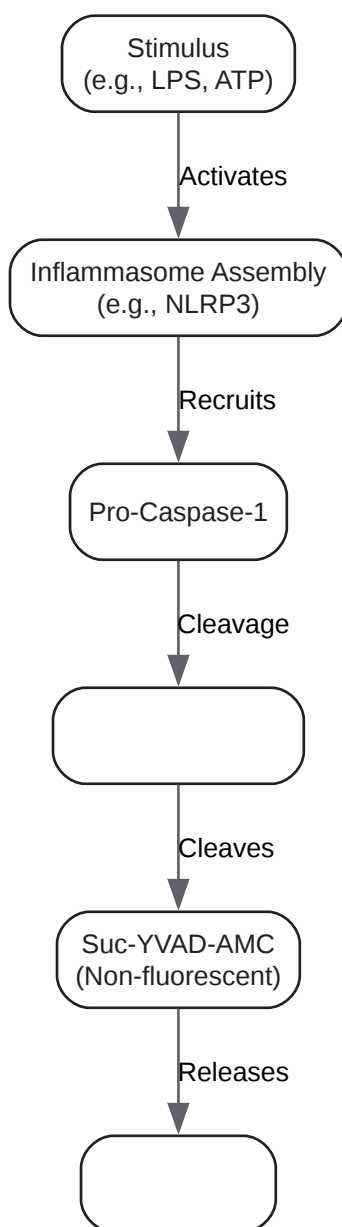 Stimulus
(e.g., LPS, ATP)
Activates
Inflammasome Assembly
(e.g., NLRP3)
Recruits
Pro-Caspase-1
Cleavage
Cleaves
Suc-YVAD-AMC
(Non-fluorescent)
Releases